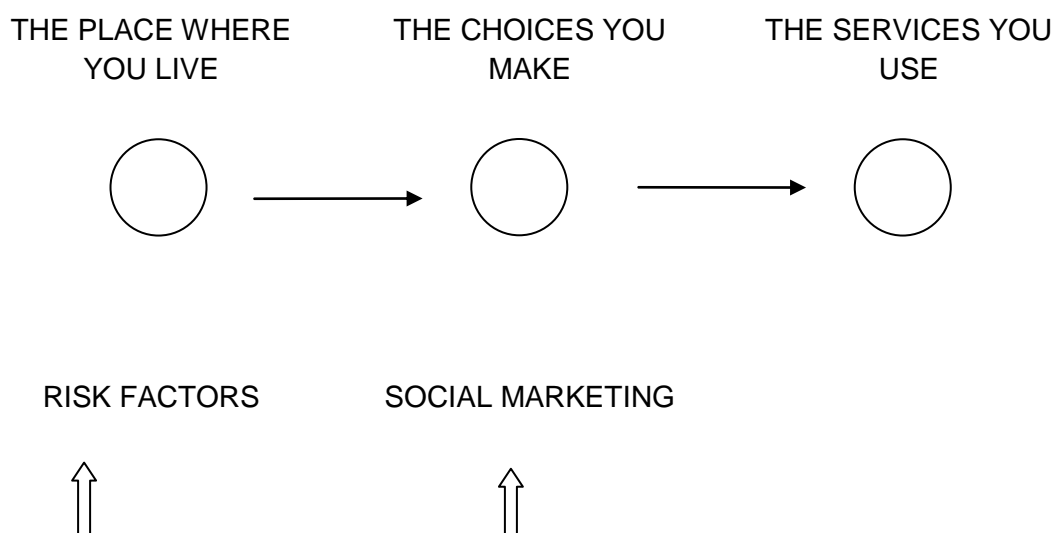 THE PLACE WHERE
YOU LIVE
THE CHOICES YOU
MAKE
THE SERVICES YOU
USE
RISK FACTORS
SOCIAL MARKETING